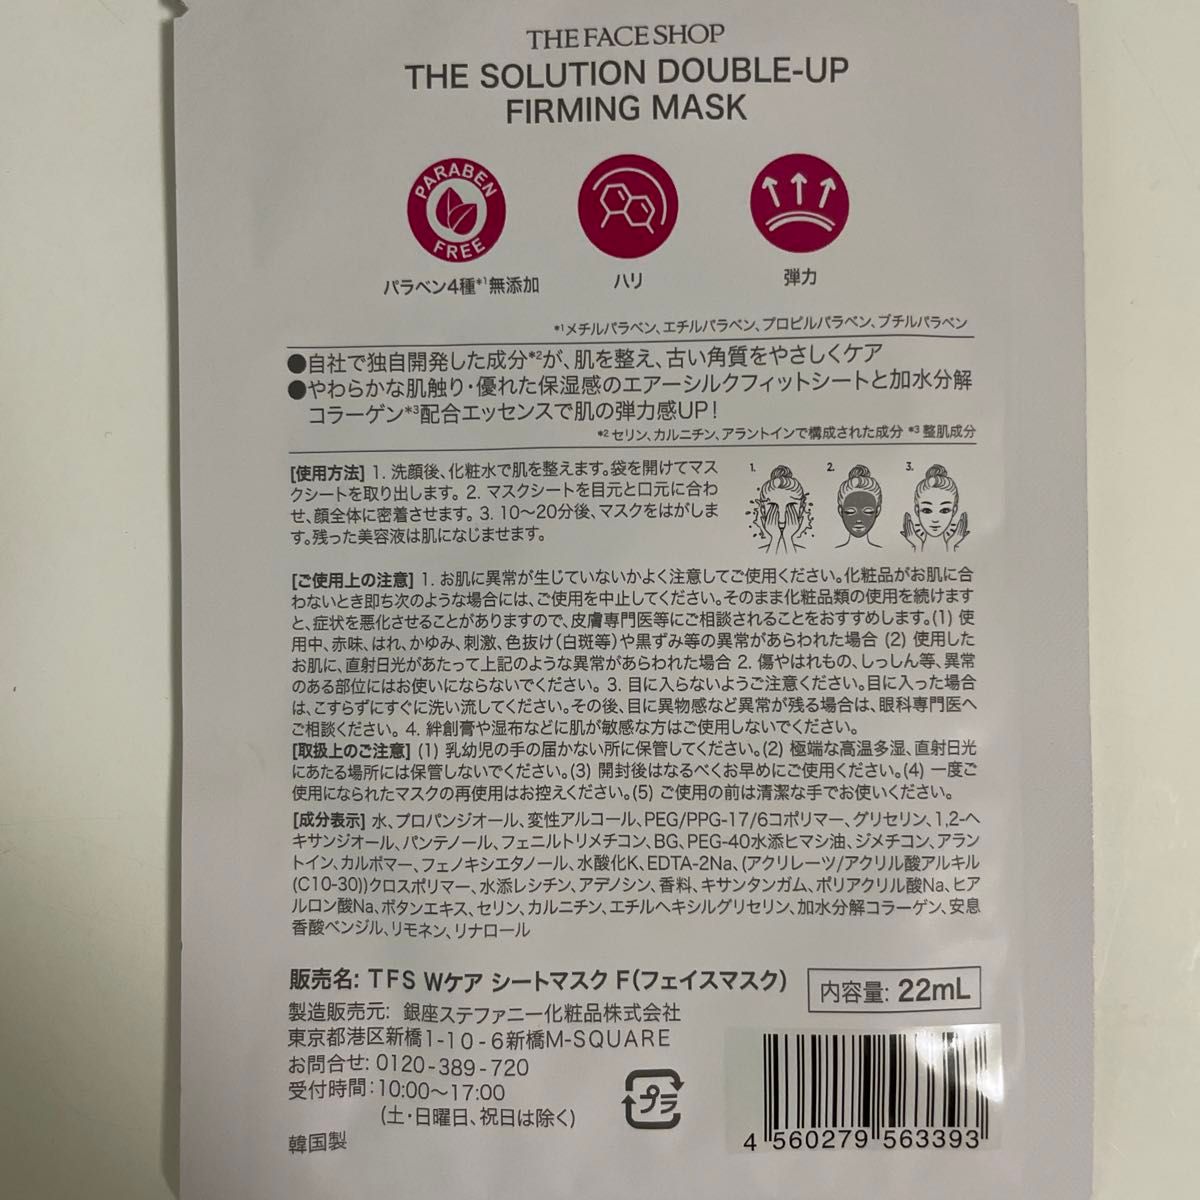 THE FACE SHOP
THE SOLUTION DOUBLE-UP
FIRMING MASK
PARABEN
FREE
パラベン4種*1無添加
ハリ
弾力
*1メチルパラベン、エチルパラベン、プロピルパラベン、ブチルパラベン
●自社で独自開発した成分*2が、肌を整え、古い角質をやさしくケア
●やわらかな肌触り・優れた保湿感のエアーシルクフィットシートと加水分解
コラーゲン*3配合エッセンスで肌の弾力感UP!
*2セリン、カルニチン、アラントインで構成された成分 *3整肌成分
[使用方法] 1. 洗顔後、化粧水で肌を整えます。袋を開けてマス
クシートを取り出します。 2. マスクシートを目元と口元に合わ
せ、顔全体に密着させます。 3. 10〜20分後、マスクをはがしま
す。残った美容液は肌になじませます。
1. 2. 3.
[ご使用上の注意] 1. お肌に異常が生じていないかよく注意してご使用ください。化粧品がお肌に合
わないとき即ち次のような場合には、ご使用を中止してください。そのまま化粧品類の使用を続けます
と、症状を悪化させることがありますので、皮膚専門医等にご相談されることをおすすめします。(1) 使
用中、赤味、はれ、かゆみ、刺激、色抜け(白斑等)や黒ずみ等の異常があらわれた場合 (2) 使用した
お肌に、直射日光があたって上記のような異常があらわれた場合 2. 傷やはれもの、しっしん等、異常
のある部位にはお使いにならないでください。 3. 目に入らないようご注意ください。目に入った場合
は、こすらずにすぐに洗い流してください。その後、目に異物感など異常が残る場合は、眼科専門医へ
ご相談ください。 4. 絆創膏や湿布などに肌が敏感な方はご使用しないでください。
[取扱上のご注意] (1) 乳幼児の手の届かない所に保管してください。(2) 極端な高温多湿、直射日光
にあたる場所には保管しないでください。(3) 開封後はなるべくお早めにご使用ください。(4) 一度ご
使用になられたマスクの再使用はお控えください。(5) ご使用の前は清潔な手でお使いください。
[成分表示] 水、プロパンジオール、変性アルコール、PEG/PPG-17/6コポリマー、グリセリン、1,2-ヘ
キサンジオール、パンテノール、フェニルトリメチコン、BG、PEG-40水添ヒマシ油、ジメチコン、アラン
トイン、カルボマー、フェノキシエタノール、水酸化K、EDTA-2Na、(アクリレーツ/アクリル酸アルキル
(C10-30))クロスポリマー、水添レシチン、アデノシン、香料、キサンタンガム、ポリアクリル酸Na、ヒア
ルロン酸Na、ボタンエキス、セリン、カルニチン、エチルヘキシルグリセリン、加水分解コラーゲン、安息
香酸ベンジル、リモネン、リナロール
販売名: TFS Wケア シートマスク F(フェイスマスク)
内容量: 22mL
製造販売元: 銀座ステファニー化粧品株式会社
東京都港区新橋1-10-6新橋M-SQUARE
お問合せ: 0120-389-720
受付時間: 10:00〜17:00
(土・日曜日、祝日は除く)
韓国製
プラ
4 560279 563393